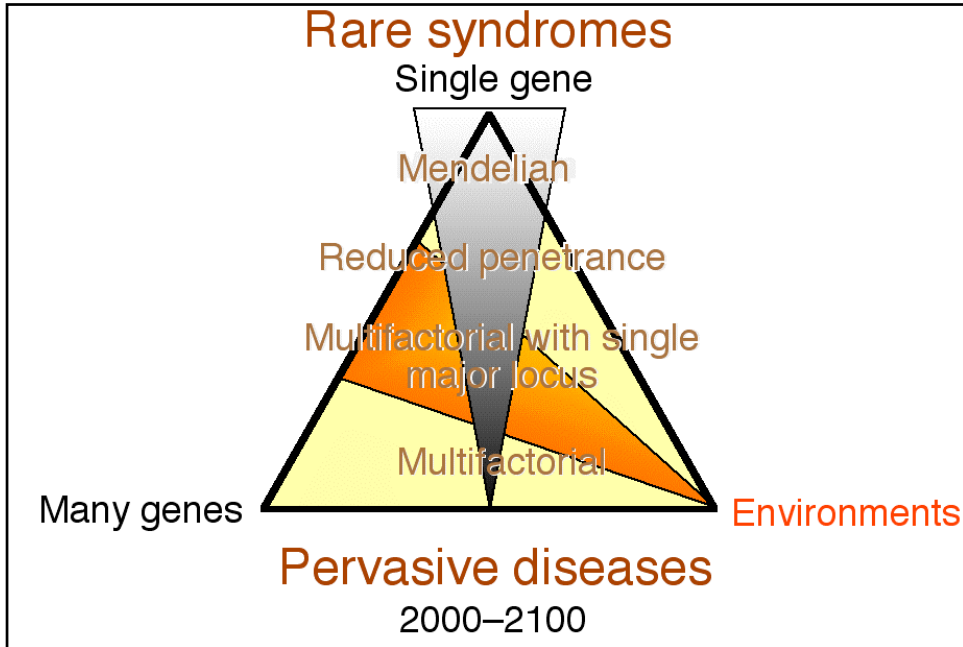 Rare syndromes
Single gene
Mendelian
Reduced penetrance
Multifactorial with single
major locus
Multifactorial
Many genes
Environments
Pervasive diseases
2000–2100